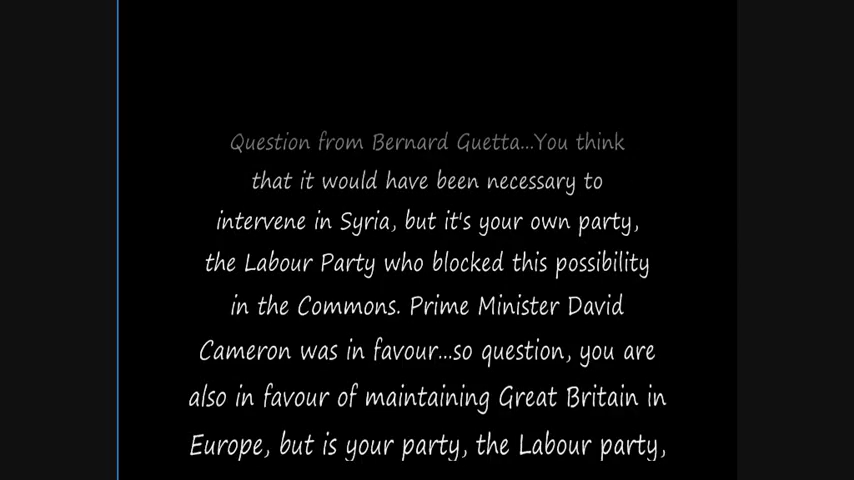 Question from Bernard Guetta...You think
that it would have been necessary to
intervene in Syria, but it's your own party,
the Labour Party who blocked this possibility
in the Commons. Prime Minister David
Cameron was in favour...so question, you are
also in favour of maintaining Great Britain in
Europe, but is your party, the Labour party,